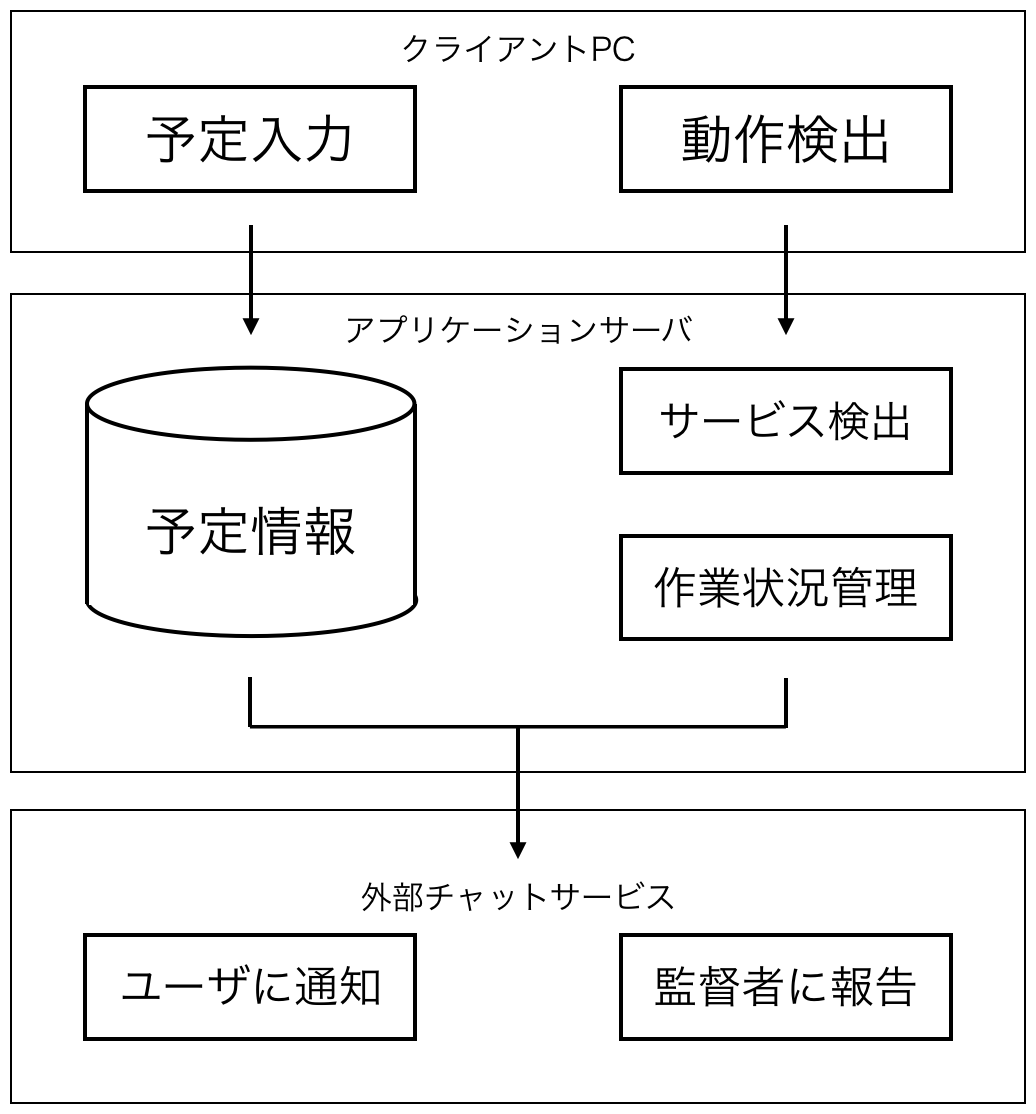 クライアントPC
予定入力
動作検出
アプリケーションサーバ
サービス検出
予定情報
作業状況管理
外部チャットサービス
ユーザに通知
監督者に報告